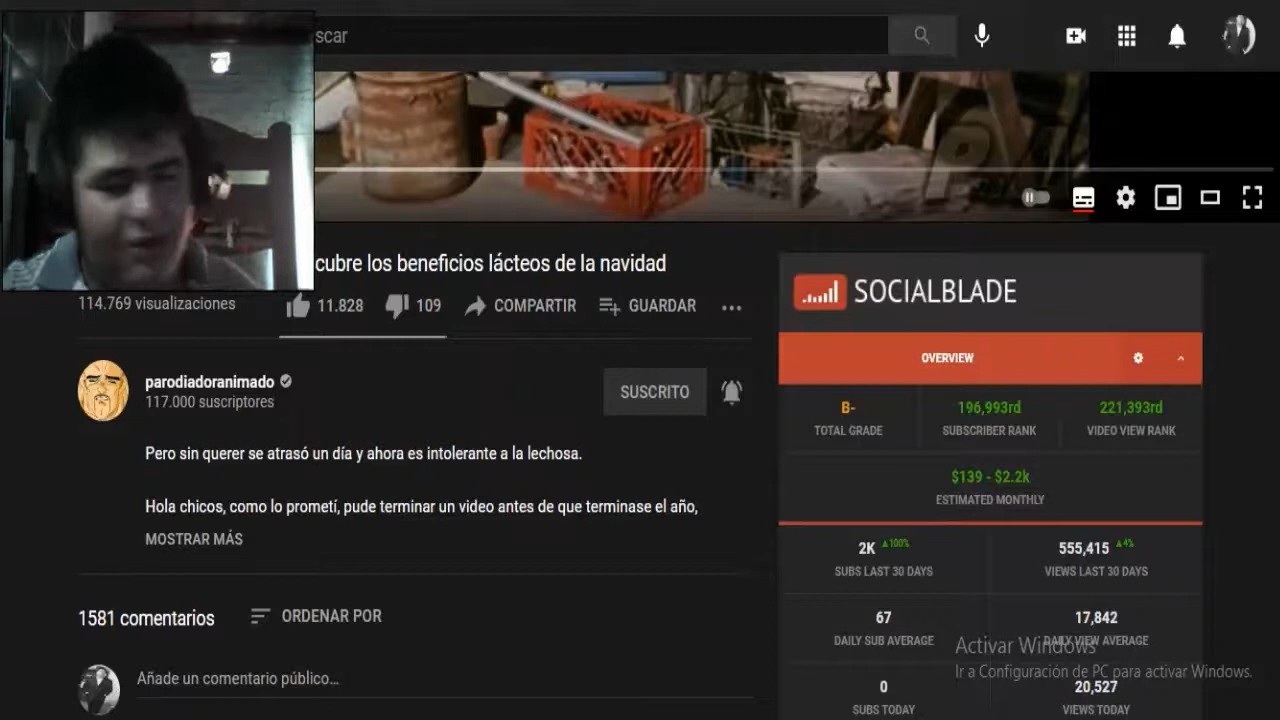 scar
cubre los beneficios lácteos de la navidad
114.769 visualizaciones
11.828
109
COMPARTIR
GUARDAR
parodiadoranimado
117.000 suscriptores
SUSCRITO
Pero sin querer se atrasó un día y ahora es intolerante a la lechosa.
Hola chicos, como lo prometí, pude terminar un video antes de que terminase el año,
MOSTRAR MÁS
1581 comentarios
ORDENAR POR
Añade un comentario público...
SOCIALBLADE
OVERVIEW
B-
TOTAL GRADE
196,993rd
SUBSCRIBER RANK
221,393rd
VIDEO VIEW RANK
$139 - $2.2k
ESTIMATED MONTHLY
2K ▲100%
SUBS LAST 30 DAYS
555,415 ▲4%
VIEWS LAST 30 DAYS
67
DAILY SUB AVERAGE
17,842
DAILY VIEW AVERAGE
0
SUBS TODAY
20,527
VIEWS TODAY
Activar Windows
Ir a Configuración de PC para activar Windows.